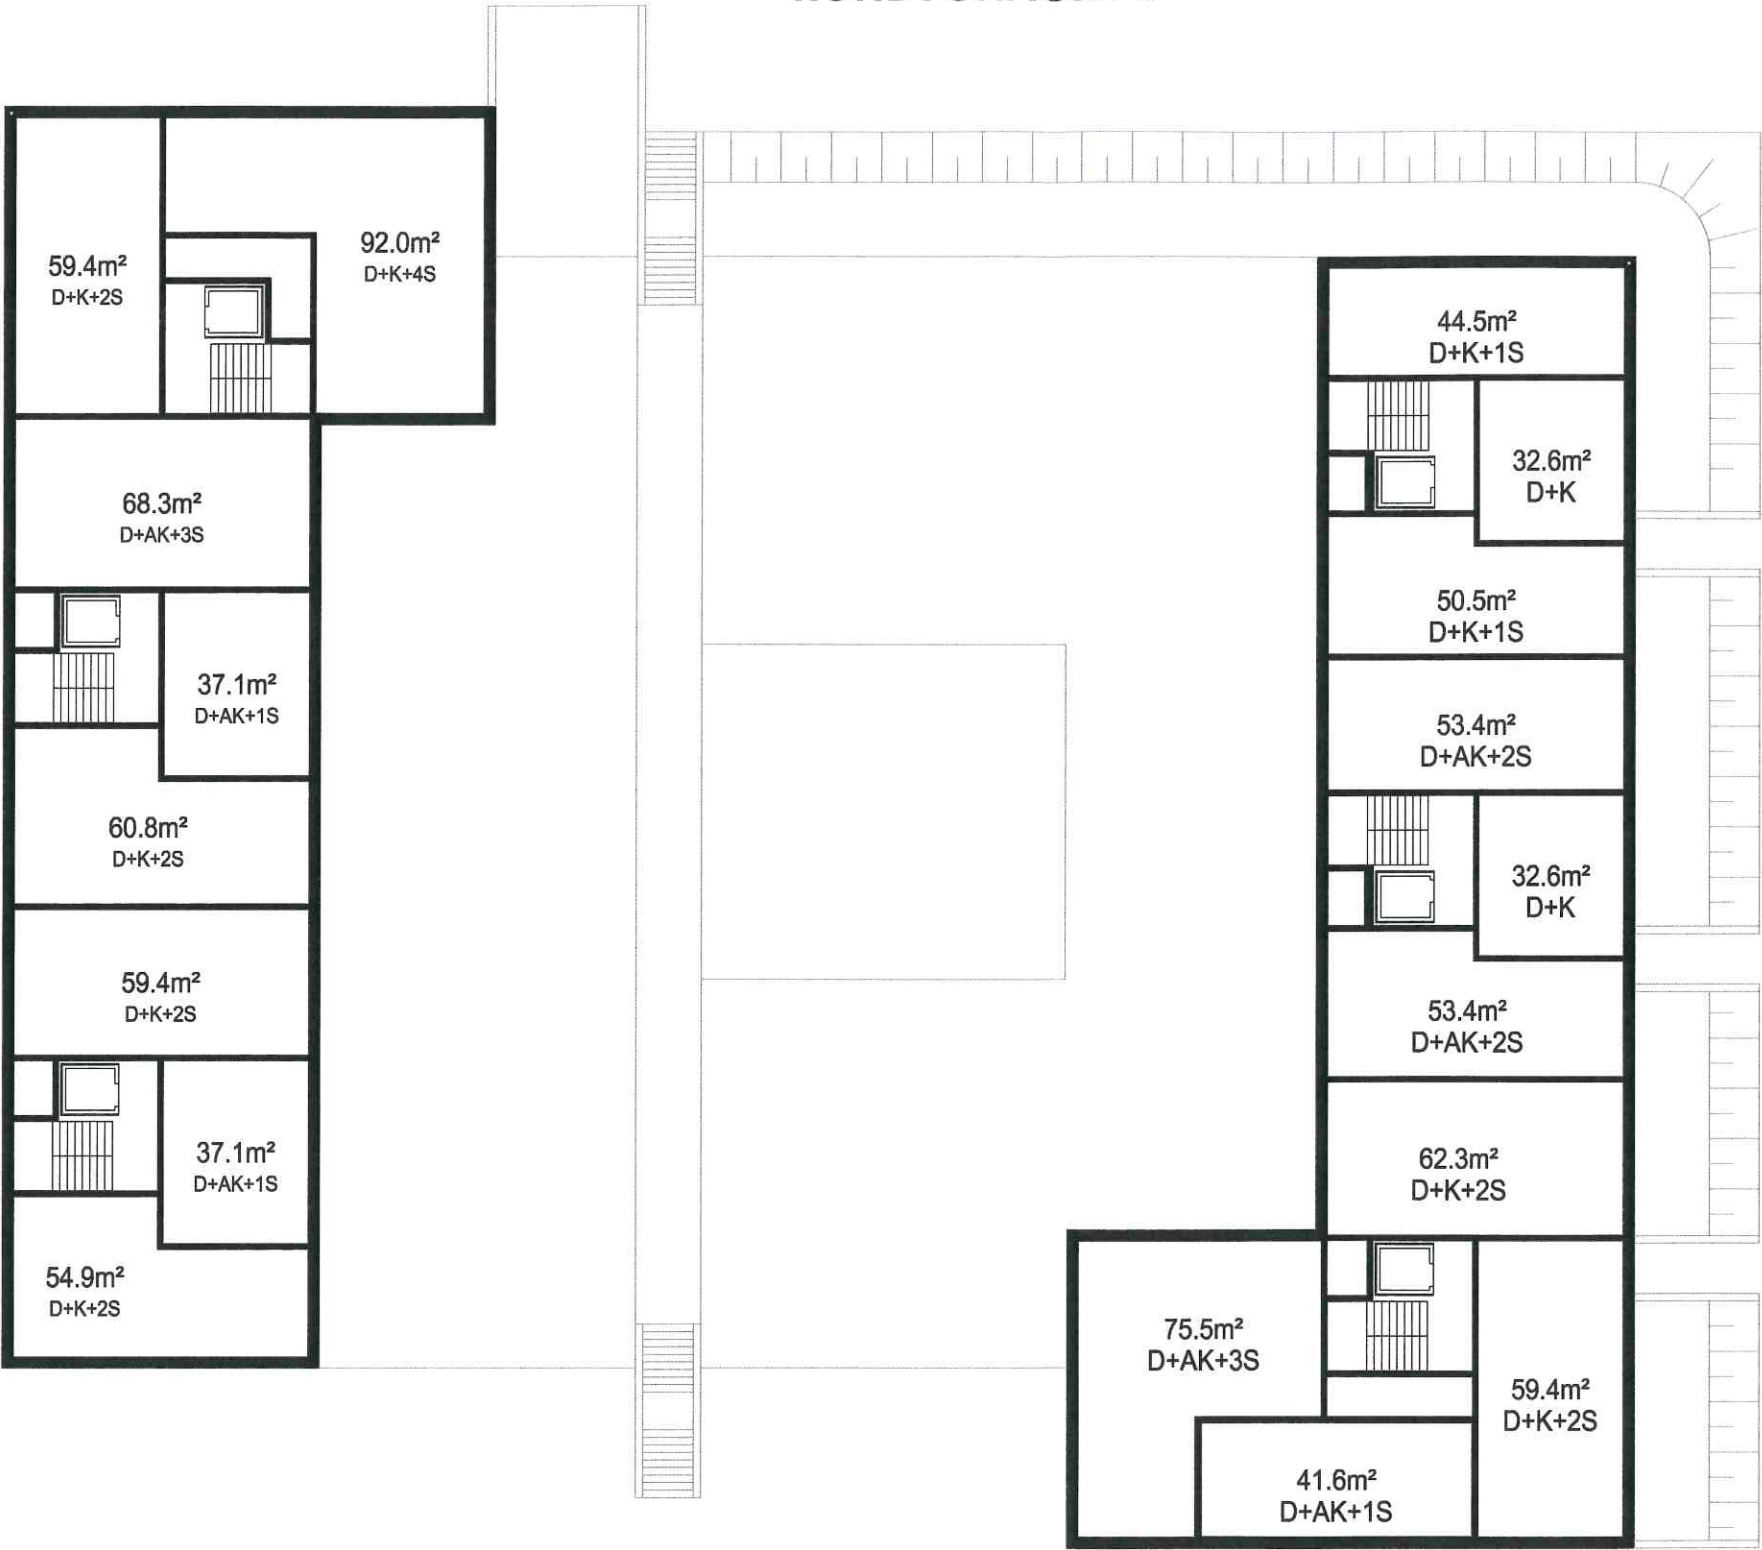 59.4m²
D+K+2S
92.0m²
D+K+4S
68.3m²
D+AK+3S
37.1m²
D+AK+1S
60.8m²
D+K+2S
59.4m²
D+K+2S
37.1m²
D+AK+1S
54.9m²
D+K+2S
44.5m²
D+K+1S
32.6m²
D+K
50.5m²
D+K+1S
53.4m²
D+AK+2S
32.6m²
D+K
53.4m²
D+AK+2S
62.3m²
D+K+2S
75.5m²
D+AK+3S
59.4m²
D+K+2S
41.6m²
D+AK+1S